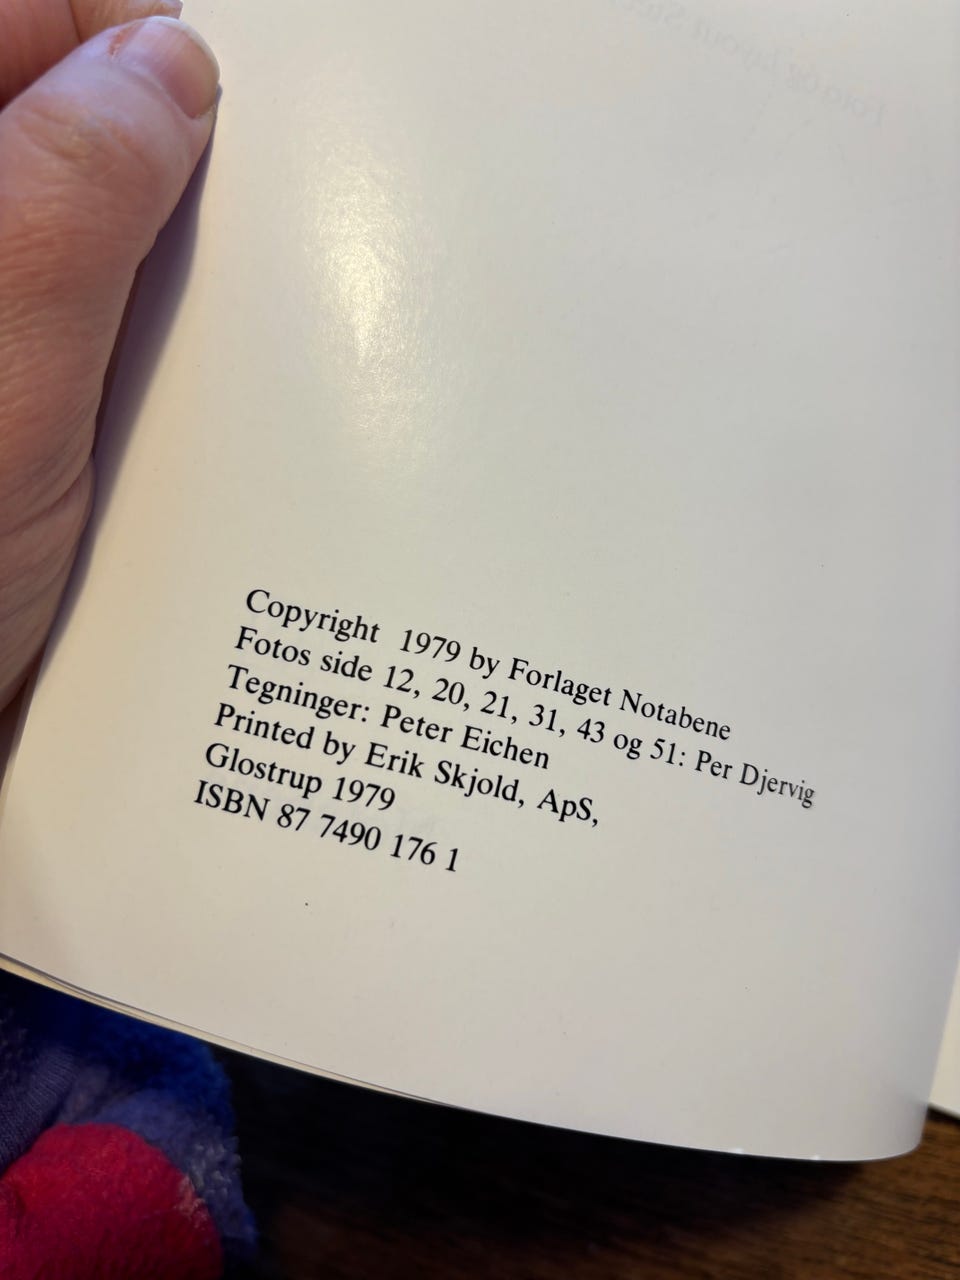 Copyright 1979 by Forlaget Notabene
Fotos side 12, 20, 21, 31, 43 og 51: Per Djervig
Tegninger: Peter Eichen
Printed by Erik Skjold, ApS,
Glostrup 1979
ISBN 87 7490 176 1